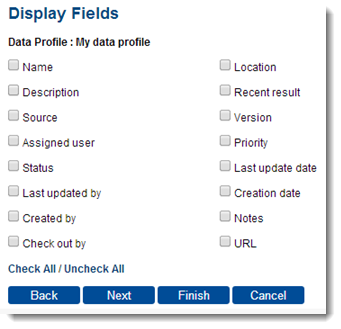 Display Fields
Data Profile : My data profile
Name Location
Description Recent result
Source Version
Assigned user Priority
Status Last update date
Last updated by Creation date
Created by Notes
Check out by URL
Check All / Uncheck All
Back Next Finish Cancel